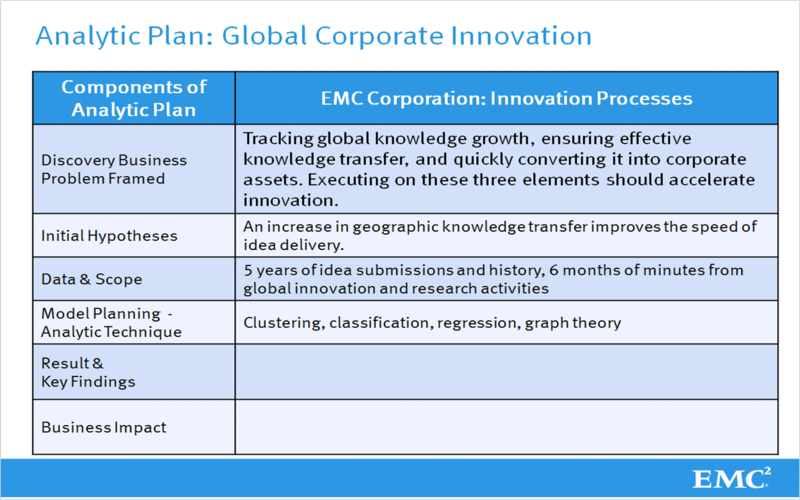 Analytic Plan: Global Corporate Innovation
Components of
Analytic Plan
EMC Corporation: Innovation Processes
Discovery Business
Problem Framed
Tracking global knowledge growth, ensuring effective
knowledge transfer, and quickly converting it into corporate
assets. Executing on these three elements should accelerate
innovation.
Initial Hypotheses
An increase in geographic knowledge transfer improves the speed of
idea delivery.
Data & Scope
5 years of idea submissions and history, 6 months of minutes from
global innovation and research activities
Model Planning -
Analytic Technique
Clustering, classification, regression, graph theory
Result &
Key Findings
Business Impact
EMC²